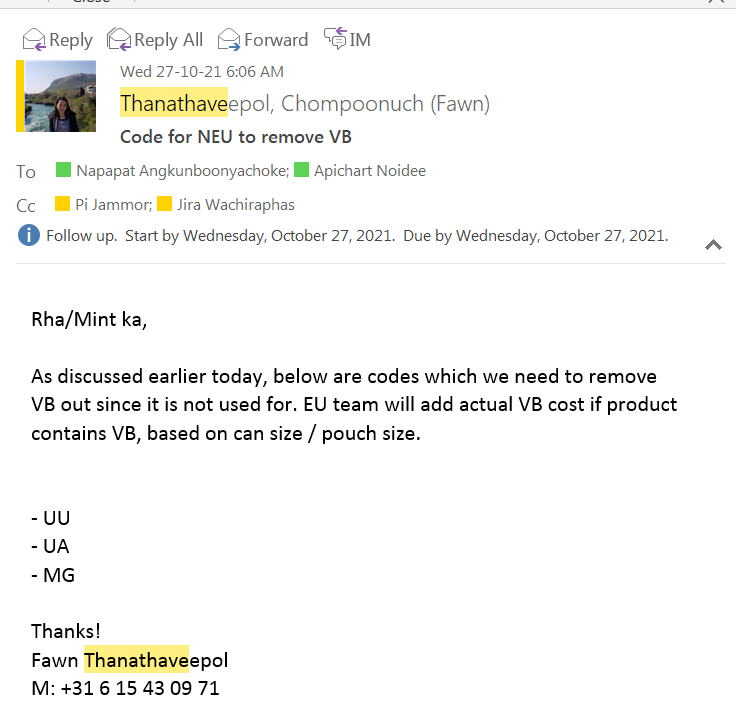 Close
Reply Reply All Forward IM
Wed 27-10-21 6:06 AM
Thanathaveepol, Chompoonuch (Fawn)
Code for NEU to remove VB
To Napapat Angkunboonyachoke; Apichart Noidee
Cc Pi Jammor; Jira Wachiraphas
Follow up. Start by Wednesday, October 27, 2021. Due by Wednesday, October 27, 2021.
Rha/Mint ka,
As discussed earlier today, below are codes which we need to remove
VB out since it is not used for. EU team will add actual VB cost if product
contains VB, based on can size / pouch size.
- UU
- UA
- MG
Thanks!
Fawn Thanathaveepol
M: +31 6 15 43 09 71